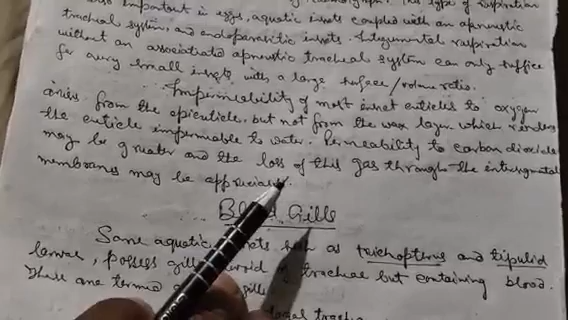 also important in eggs, aquatic insects coupled with an apneustic
tracheal system, and endoparasitic insects. Integumental respiration
without an associated apneustic tracheal system can only suffice
for very small insects with a large surface/volume ratio.
Impermeability of most insect cuticles to oxygen
arises from the epicuticle, but not from the wax layer which renders
the cuticle impermeable to water. Permeability to carbon dioxide
may be greater and the loss of this gas through the integumental
membranes may be appreciable.
Blood Gills
Some aquatic insects such as trichopterus and tipulid
larvae, possess gills of tracheae but containing blood.
These are termed gills